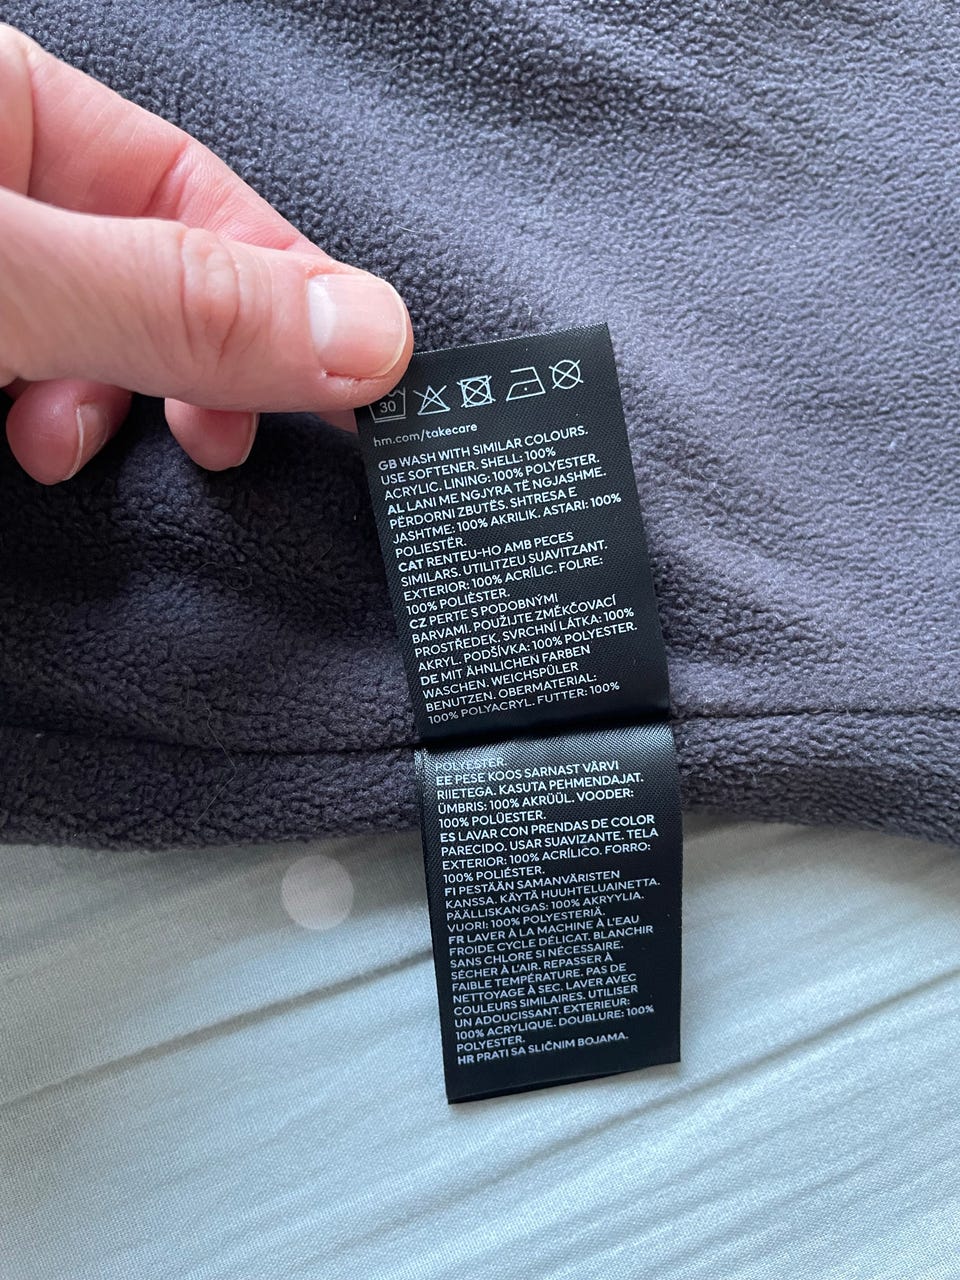 30
hm.com/takecare
GB WASH WITH SIMILAR COLOURS.
USE SOFTENER. SHELL: 100%
ACRYLIC. LINING: 100% POLYESTER.
AL LANI ME NGJYRA TË NGJASHME.
PËRDORNI ZBUTËS. SHTRESA E
JASHTME: 100% AKRILIK. ASTARI: 100%
POLIESTËR.
CAT RENTEU-HO AMB PECES
SIMILARS. UTILITZEU SUAVITZANT.
EXTERIOR: 100% ACRÍLIC. FOLRE:
100% POLIÈSTER.
CZ PERTE S PODOBNÝMI
BARVAMI. POUŽIJTE ZMĚKČOVACÍ
PROSTŘEDEK. SVRCHNÍ LÁTKA: 100%
AKRYL. PODŠÍVKA: 100% POLYESTER.
DE MIT ÄHNLICHEN FARBEN
WASCHEN. WEICHSPÜLER
BENUTZEN. OBERMATERIAL:
100% POLYACRYL. FUTTER: 100%
POLYESTER.
EE PESE KOOS SARNAST VÄRVI
RIIETEGA. KASUTA PEHMENDAJAT.
ÜMBRIS: 100% AKRÜÜL. VOODER:
100% POLÜESTER.
ES LAVAR CON PRENDAS DE COLOR
PARECIDO. USAR SUAVIZANTE. TELA
EXTERIOR: 100% ACRÍLICO. FORRO:
100% POLIÉSTER.
FI PESTÄÄN SAMANVÄRISTEN
KANSSA. KÄYTÄ HUUHTELUAINETTA.
PÄÄLLISKANGAS: 100% AKRYYLIA.
VUORI: 100% POLYESTERIÄ.
FR LAVER À LA MACHINE À L'EAU
FROIDE CYCLE DÉLICAT. BLANCHIR
SANS CHLORE SI NÉCESSAIRE.
SÉCHER À L'AIR. REPASSER À
FAIBLE TEMPÉRATURE. PAS DE
NETTOYAGE À SEC. LAVER AVEC
COULEURS SIMILAIRES. UTILISER
UN ADOUCISSANT. EXTERIEUR:
100% ACRYLIQUE. DOUBLURE: 100%
POLYESTER.
HR PRATI SA SLIČNIM BOJAMA.